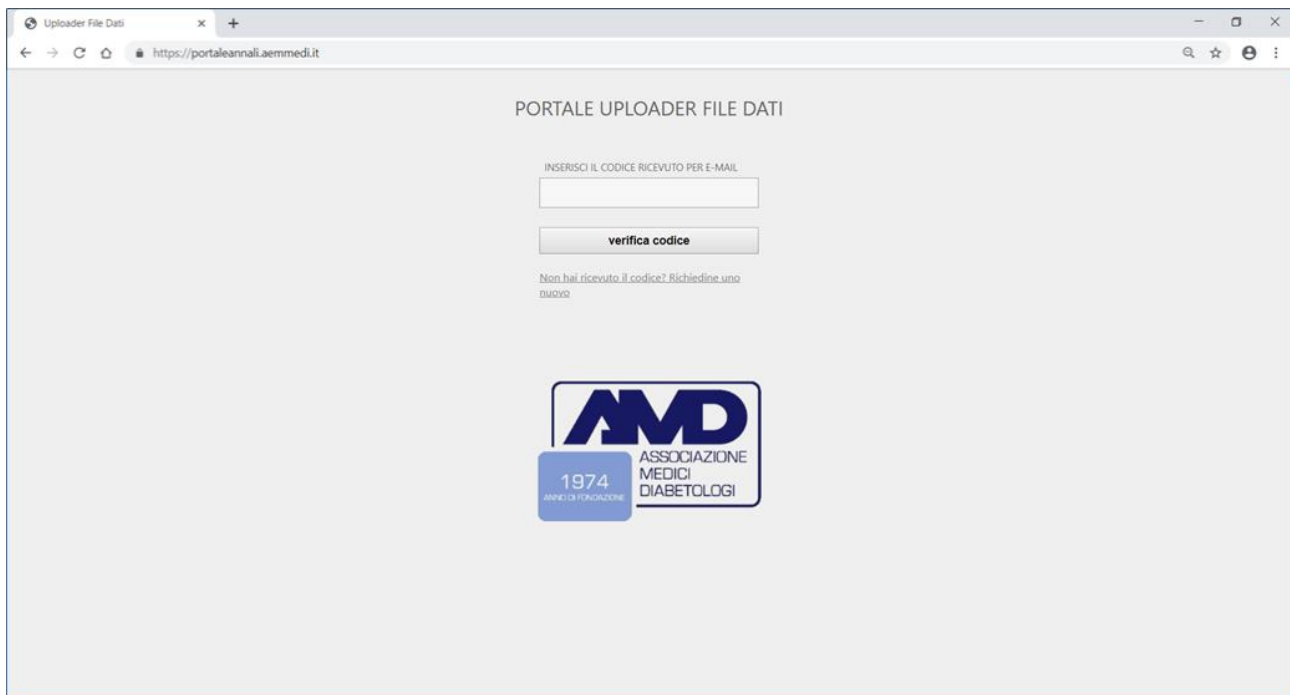 Uploader File Dati
https://portaleannali.aemmedi.it
PORTALE UPLOADER FILE DATI
INSERISCI IL CODICE RICEVUTO PER E-MAIL
verifica codice
Non hai ricevuto il codice? Richiedine uno
nuovo
AMD
ASSOCIAZIONE
MEDICI
DIABETOLOGI
1974
ANNO DI FONDAZIONE